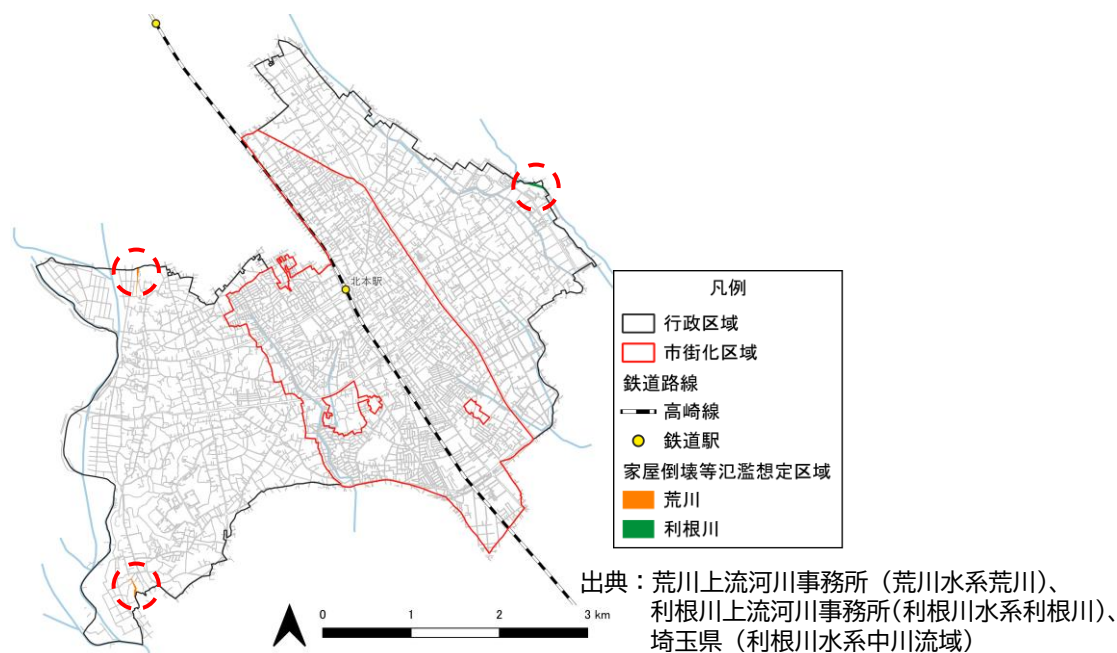 北本駅
凡例
行政区域
市街化区域
鉄道路線
高崎線
鉄道駅
家屋倒壊等氾濫想定区域
荒川
利根川
0 1 2 3 km
出典：荒川上流河川事務所（荒川水系荒川）、
利根川上流河川事務所（利根川水系利根川）、
埼玉県（利根川水系中川流域）